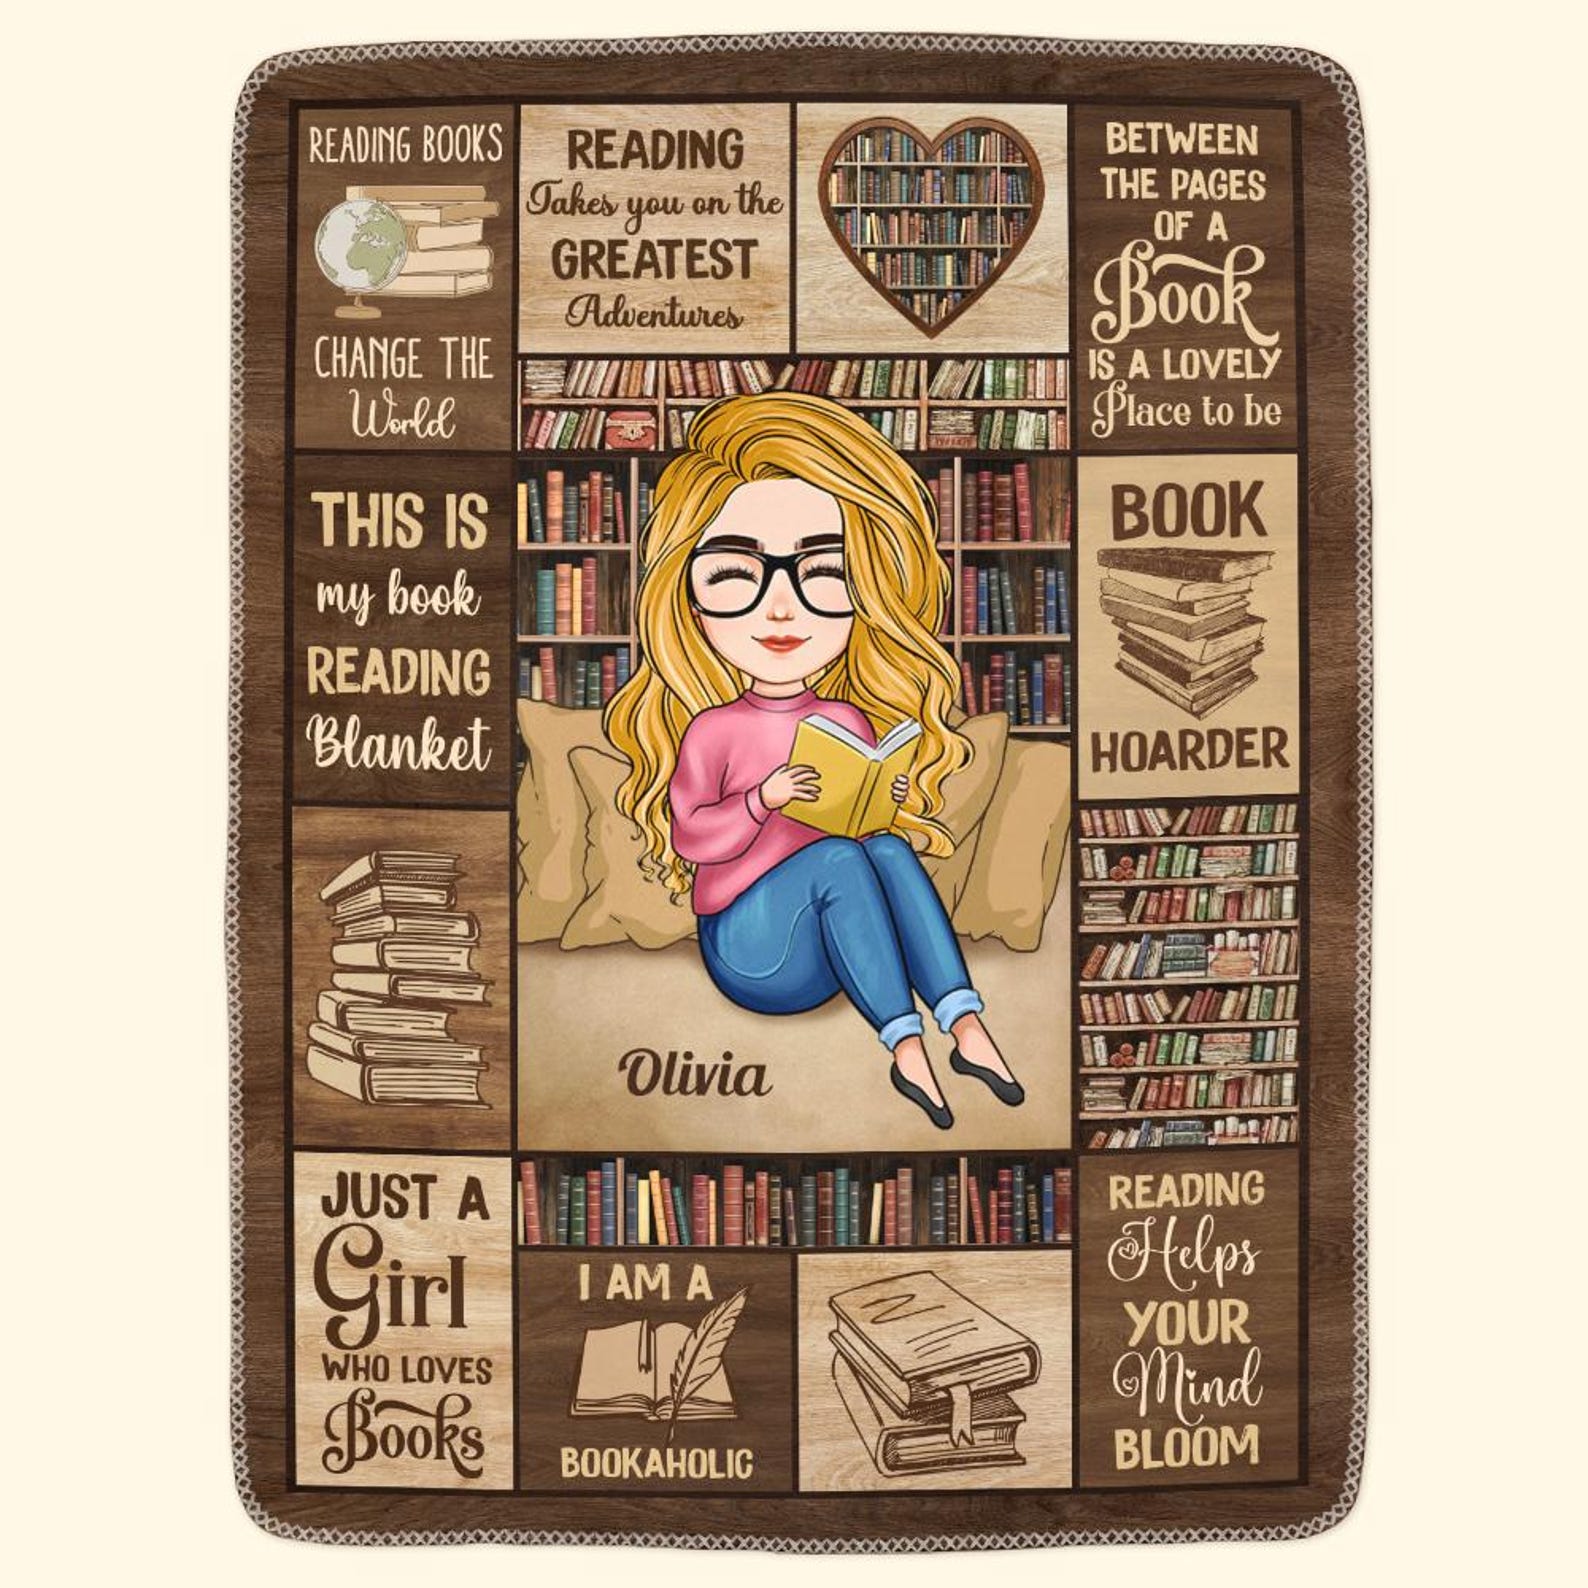 READING BOOKS
CHANGE THE
World
READING
Takes you on the
GREATEST
Adventures
BETWEEN
THE PAGES
OF A
Book
IS A LOVELY
Place to be
THIS IS
my book
READING
Blanket
BOOK
HOARDER
Olivia
JUST A
Girl
WHO LOVES
Books
I AM A
BOOKAHOLIC
READING
Helps
YOUR
Mind
BLOOM